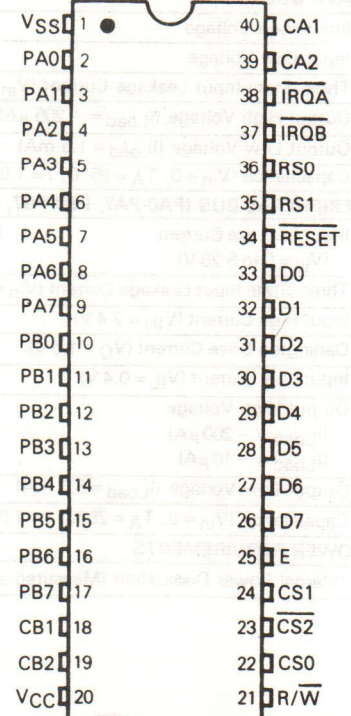 VSS 1 40 CA1
PA0 2 39 CA2
PA1 3 38 IRQA
PA2 4 37 IRQB
PA3 5 36 RS0
PA4 6 35 RS1
PA5 7 34 RESET
PA6 8 33 D0
PA7 9 32 D1
PB0 10 31 D2
PB1 11 30 D3
PB2 12 29 D4
PB3 13 28 D5
PB4 14 27 D6
PB5 15 26 D7
PB6 16 25 E
PB7 17 24 CS1
CB1 18 23 CS2
CB2 19 22 CS0
VCC 20 21 R/W